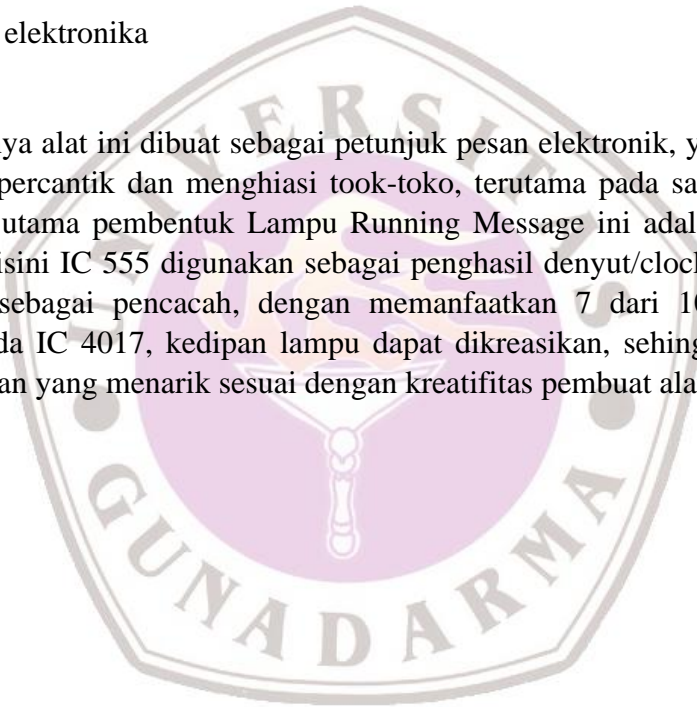 elektronika
ya alat ini dibuat sebagai petunjuk pesan elektronik, y
percantik dan menghiasi took-toko, terutama pada sa
utama pembentuk Lampu Running Message ini adal
isini IC 555 digunakan sebagai penghasil denyut/cloc
sebagai pencacah, dengan memanfaatkan 7 dari 1
da IC 4017, kedipan lampu dapat dikreasikan, sehing
an yang menarik sesuai dengan kreatifitas pembuat ala
UNIVERSITAS
GUNADARMA